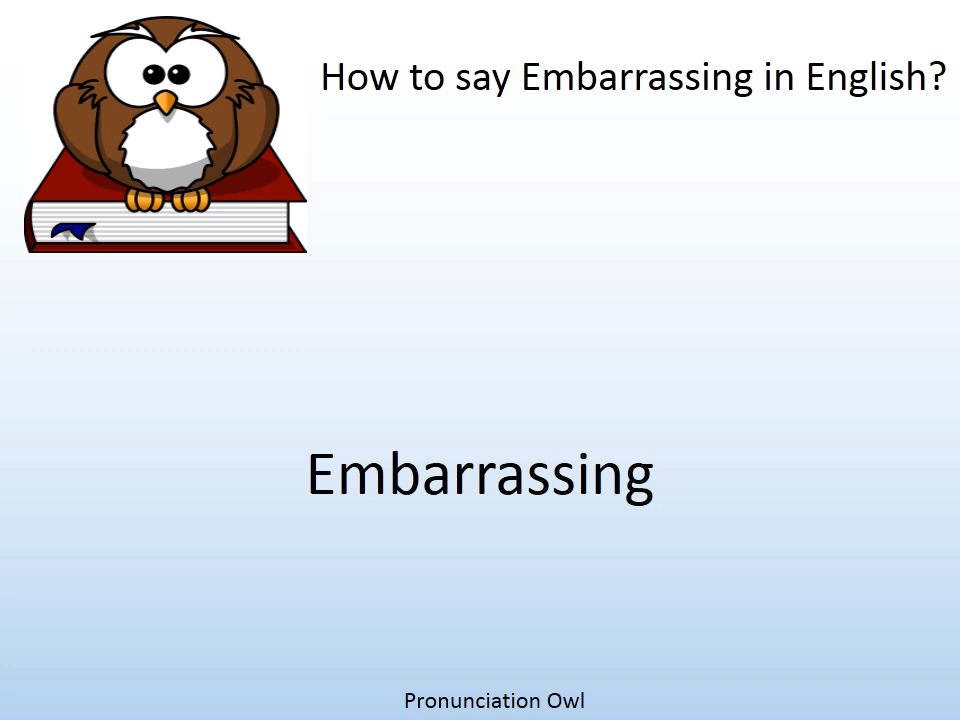 How to say Embarrassing in English?
Embarrassing
Pronunciation Owl